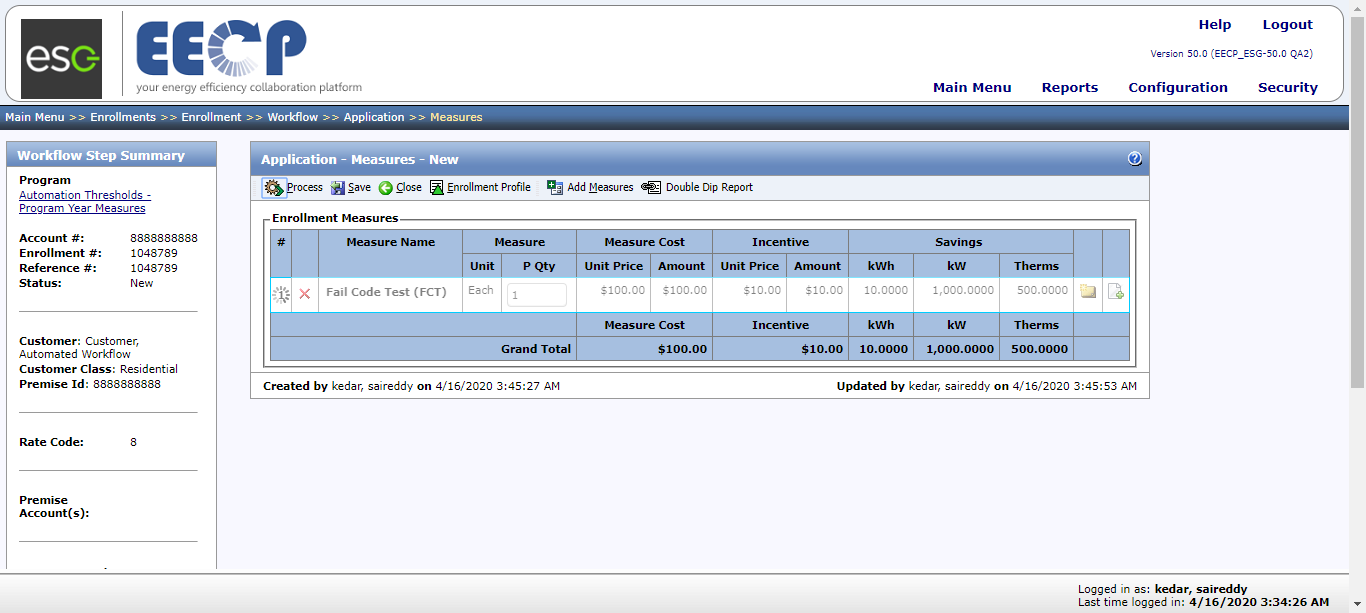 Help Logout
esg EECP
your energy efficiency collaboration platform
Version 50.0 (EECP_ESG-50.0 QA2)
Main Menu Reports Configuration Security
Main Menu >> Enrollments >> Enrollment >> Workflow >> Application >> Measures
Workflow Step Summary
Program
Automation Thresholds -
Program Year Measures
Account #: 8888888888
Enrollment #: 1048789
Reference #: 1048789
Status: New
Customer: Customer,
Automated Workflow
Customer Class: Residential
Premise Id: 8888888888
Rate Code: 8
Premise
Account(s):
Application - Measures - New ?
Process Save Close Enrollment Profile Add Measures Double Dip Report
Enrollment Measures
# Measure Name Measure Measure Cost Incentive Savings
Unit P Qty Unit Price Amount Unit Price Amount kWh kW Therms
1 Fail Code Test (FCT) Each 1 $100.00 $100.00 $10.00 $10.00 10.0000 1,000.0000 500.0000
Measure Cost Incentive kWh kW Therms
Grand Total $100.00 $10.00 10.0000 1,000.0000 500.0000
Created by kedar, saireddy on 4/16/2020 3:45:27 AM Updated by kedar, saireddy on 4/16/2020 3:45:53 AM
Logged in as: kedar, saireddy
Last time logged in: 4/16/2020 3:34:26 AM